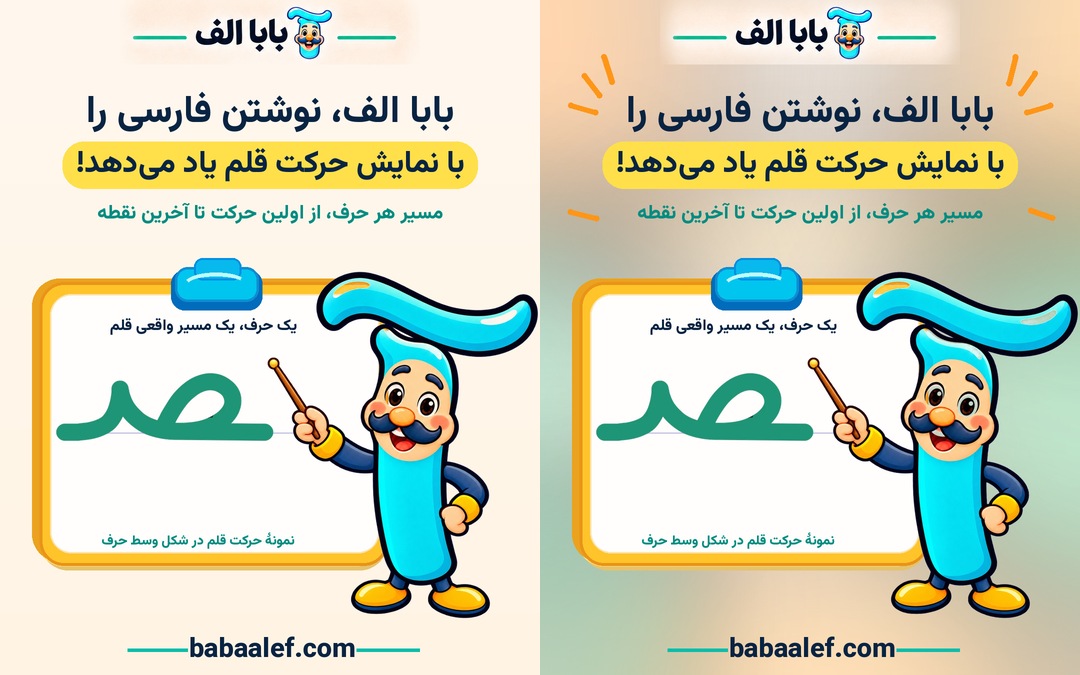 بابا الف
بابا الف، نوشتن فارسی را
با نمایش حرکت قلم یاد می‌دهد!
مسیر هر حرف، از اولین حرکت تا آخرین نقطه
یک حرف، یک مسیر واقعی قلم
ـصـ
نمونهٔ حرکت قلم در شکل وسط حرف
babaalef.com
بابا الف
بابا الف، نوشتن فارسی را
با نمایش حرکت قلم یاد می‌دهد!
مسیر هر حرف، از اولین حرکت تا آخرین نقطه
یک حرف، یک مسیر واقعی قلم
ـصـ
نمونهٔ حرکت قلم در شکل وسط حرف
babaalef.com